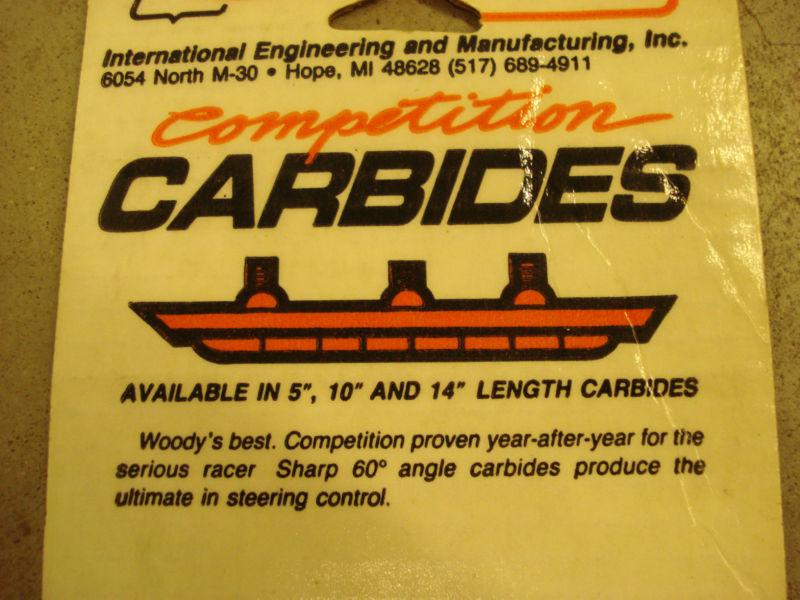 International Engineering and Manufacturing, Inc.
6054 North M-30 • Hope, MI 48628 (517) 689-4911
Competition
CARBIDES
AVAILABLE IN 5", 10" AND 14" LENGTH CARBIDES
Woody's best. Competition proven year-after-year for the
serious racer Sharp 60° angle carbides produce the
ultimate in steering control.